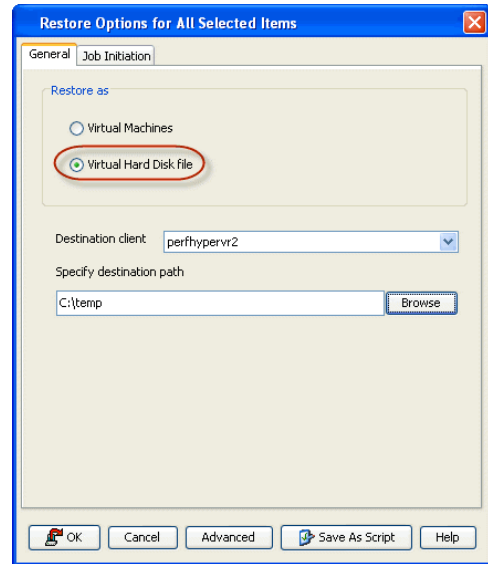 Restore Options for All Selected Items
General Job Initiation
Restore as
Virtual Machines
Virtual Hard Disk file
Destination client perfhypervr2
Specify destination path
C:\temp Browse
OK Cancel Advanced Save As Script Help